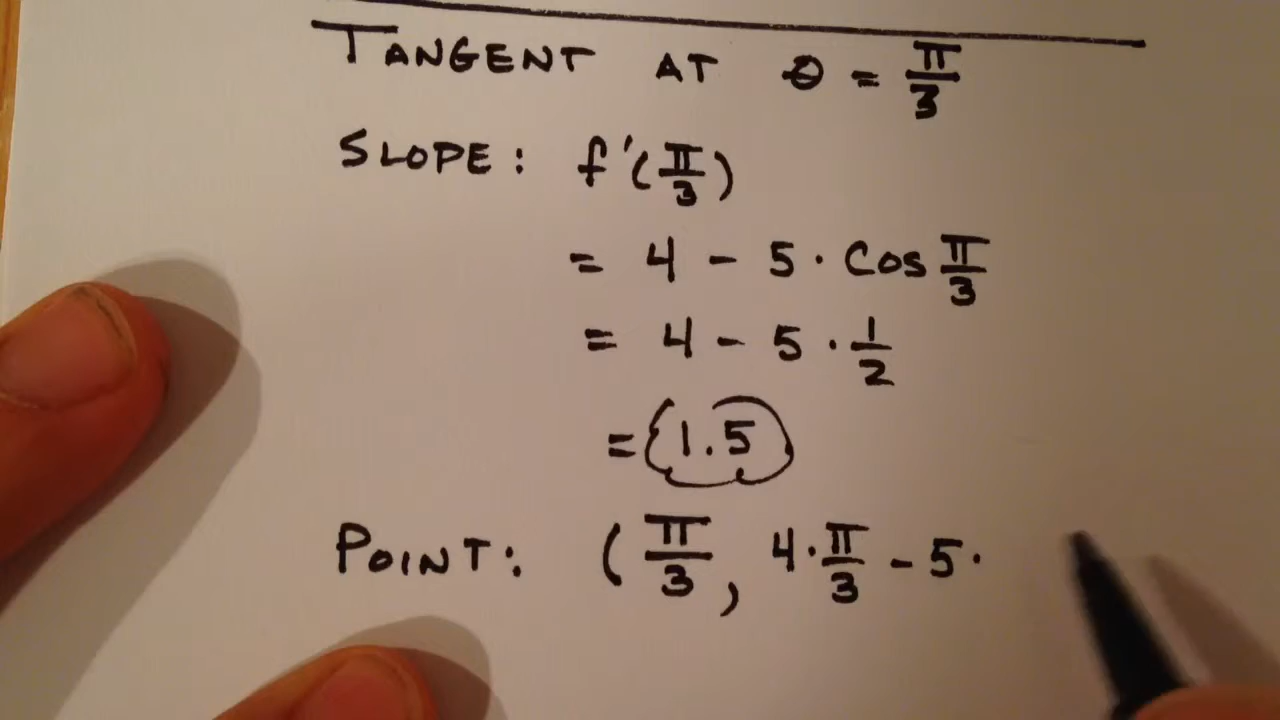 TANGENT AT θ = π/3
SLOPE: f'(π/3)
= 4 - 5 · cos π/3
= 4 - 5 · 1/2
= 1.5
POINT: (π/3, 4·π/3 - 5·